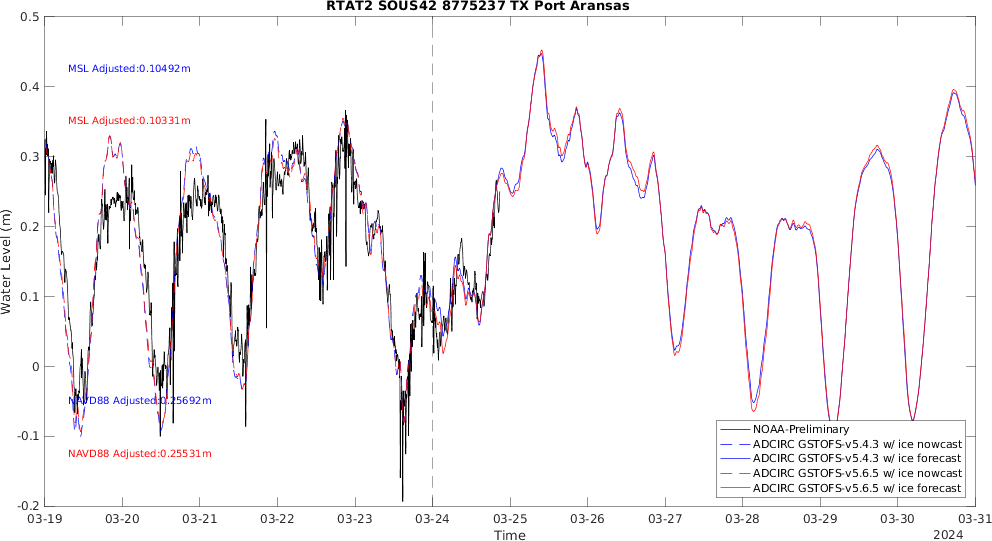 RTAT2 SOUS42 8775237 TX Port Aransas
0.5
0.4
0.3
0.2
0.1
0
-0.1
-0.2
Water Level (m)
MSL Adjusted:0.10492m
MSL Adjusted:0.10331m
NAVD88 Adjusted:0.25692m
NAVD88 Adjusted:0.25531m
NOAA-Preliminary
ADCIRC GSTOFS-v5.4.3 w/ ice nowcast
ADCIRC GSTOFS-v5.4.3 w/ ice forecast
ADCIRC GSTOFS-v5.6.5 w/ ice nowcast
ADCIRC GSTOFS-v5.6.5 w/ ice forecast
03-19 03-20 03-21 03-22 03-23 03-24 03-25 03-26 03-27 03-28 03-29 03-30 03-31
Time
2024